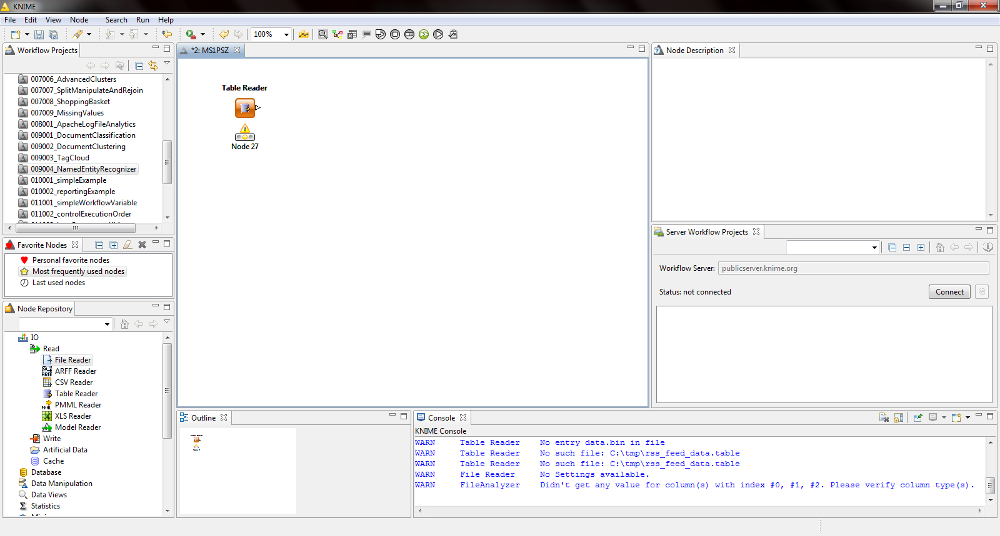 KNIME
File Edit View Node Search Run Help
100%
Workflow Projects
007006_AdvancedClusters
007007_SplitManipulateAndRejoin
007008_ShoppingBasket
007009_MissingValues
008001_ApacheLogFileAnalytics
009001_DocumentClassification
009002_DocumentClustering
009003_TagCloud
009004_NamedEntityRecognizer
010001_simpleExample
010002_reportingExample
011001_simpleWorkflowVariable
011002_controlExecutionOrder
Favorite Nodes
Personal favorite nodes
Most frequently used nodes
Last used nodes
Node Repository
IO
Read
File Reader
ARFF Reader
CSV Reader
Table Reader
PMML Reader
XLS Reader
Model Reader
Write
Artificial Data
Cache
Database
Data Manipulation
Data Views
Statistics
*2: MS1PSZ
Table Reader
Node 27
Outline
Node Description
Server Workflow Projects
Workflow Server: publicserver.knime.org
Status: not connected
Connect
Console
KNIME Console
WARN Table Reader No entry data.bin in file
WARN Table Reader No such file: C:\tmp\rss_feed_data.table
WARN Table Reader No such file: C:\tmp\rss_feed_data.table
WARN File Reader No Settings available.
WARN FileAnalyzer Didn't get any value for column(s) with index #0, #1, #2. Please verify column type(s).